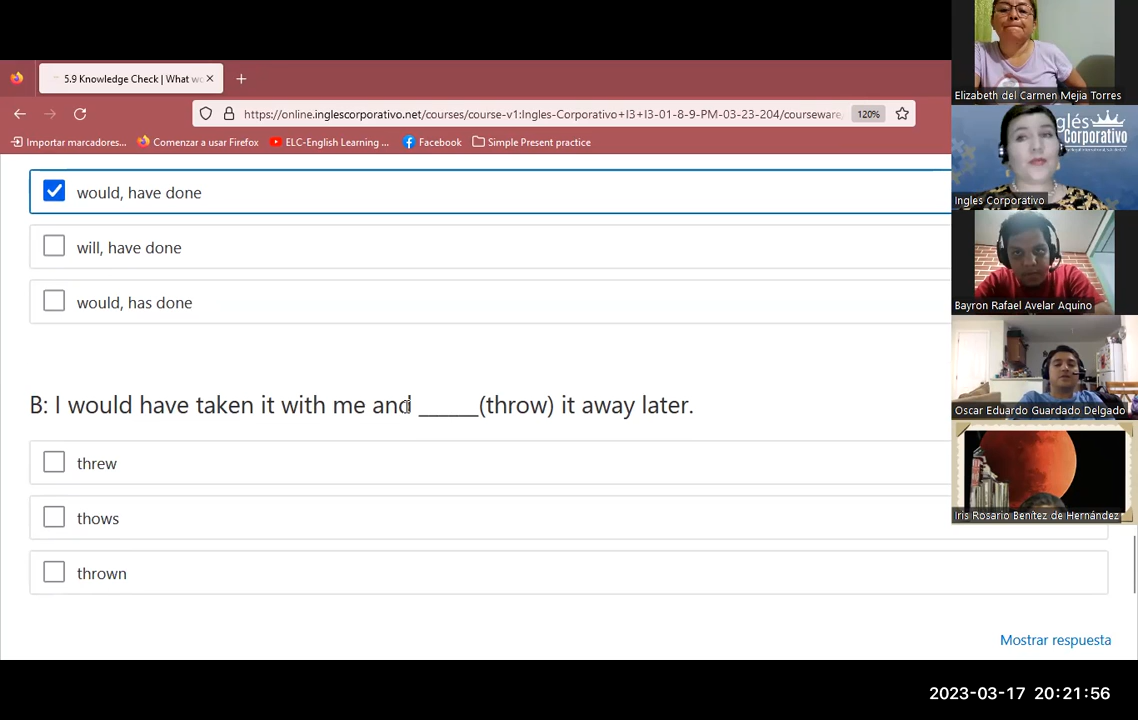 5.9 Knowledge Check | What wo
https://online.inglescorporativo.net/courses/course-v1:Ingles-Corporativo+I3+I3-01-8-9-PM-03-23-204/courseware,
120%
Importar marcadores...
Comenzar a usar Firefox
ELC-English Learning ...
Facebook
Simple Present practice
would, have done
will, have done
would, has done
B: I would have taken it with me and ______(throw) it away later.
threw
thows
thrown
Mostrar respuesta
Elizabeth del Carmen Mejia Torres
glés
Corporativo
Ingles Corporativo
Bayron Rafael Avelar Aquino
Oscar Eduardo Guardado Delgado
Iris Rosario Benítez de Hernández
2023-03-17 20:21:56